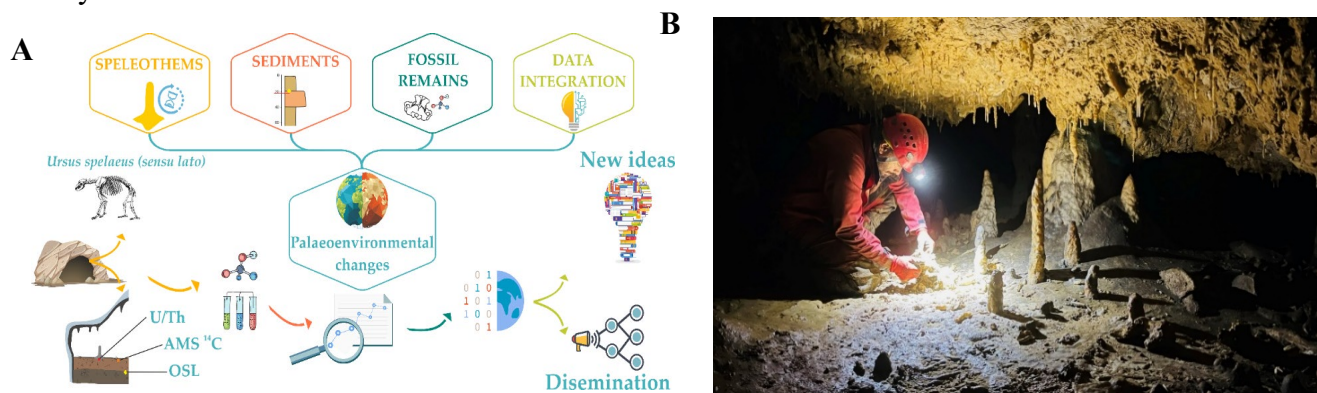 A
B
SPELEOTHEMS
SEDIMENTS
FOSSIL
REMAINS
DATA
INTEGRATION
Ursus spelaeus (sensu lato)
New ideas
Palaeoenvironmental
changes
U/Th
AMS ¹⁴C
OSL
0 1
0 1 0
1 0 1
1 0 0
0 1
Disemination